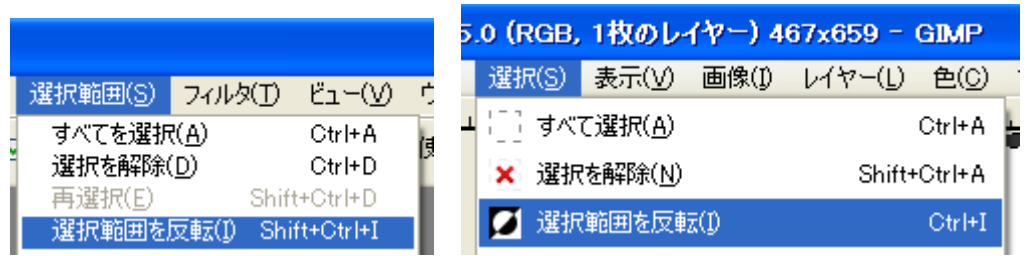 選択範囲(S) フィルタ(T) ビュー(V)
すべてを選択(A) Ctrl+A
選択を解除(D) Ctrl+D
再選択(E) Shift+Ctrl+D
選択範囲を反転(I) Shift+Ctrl+I
5.0 (RGB, 1枚のレイヤー) 467x659 – GIMP
選択(S) 表示(V) 画像(I) レイヤー(L) 色(C)
すべて選択(A) Ctrl+A
選択を解除(N) Shift+Ctrl+A
選択範囲を反転(I) Ctrl+I